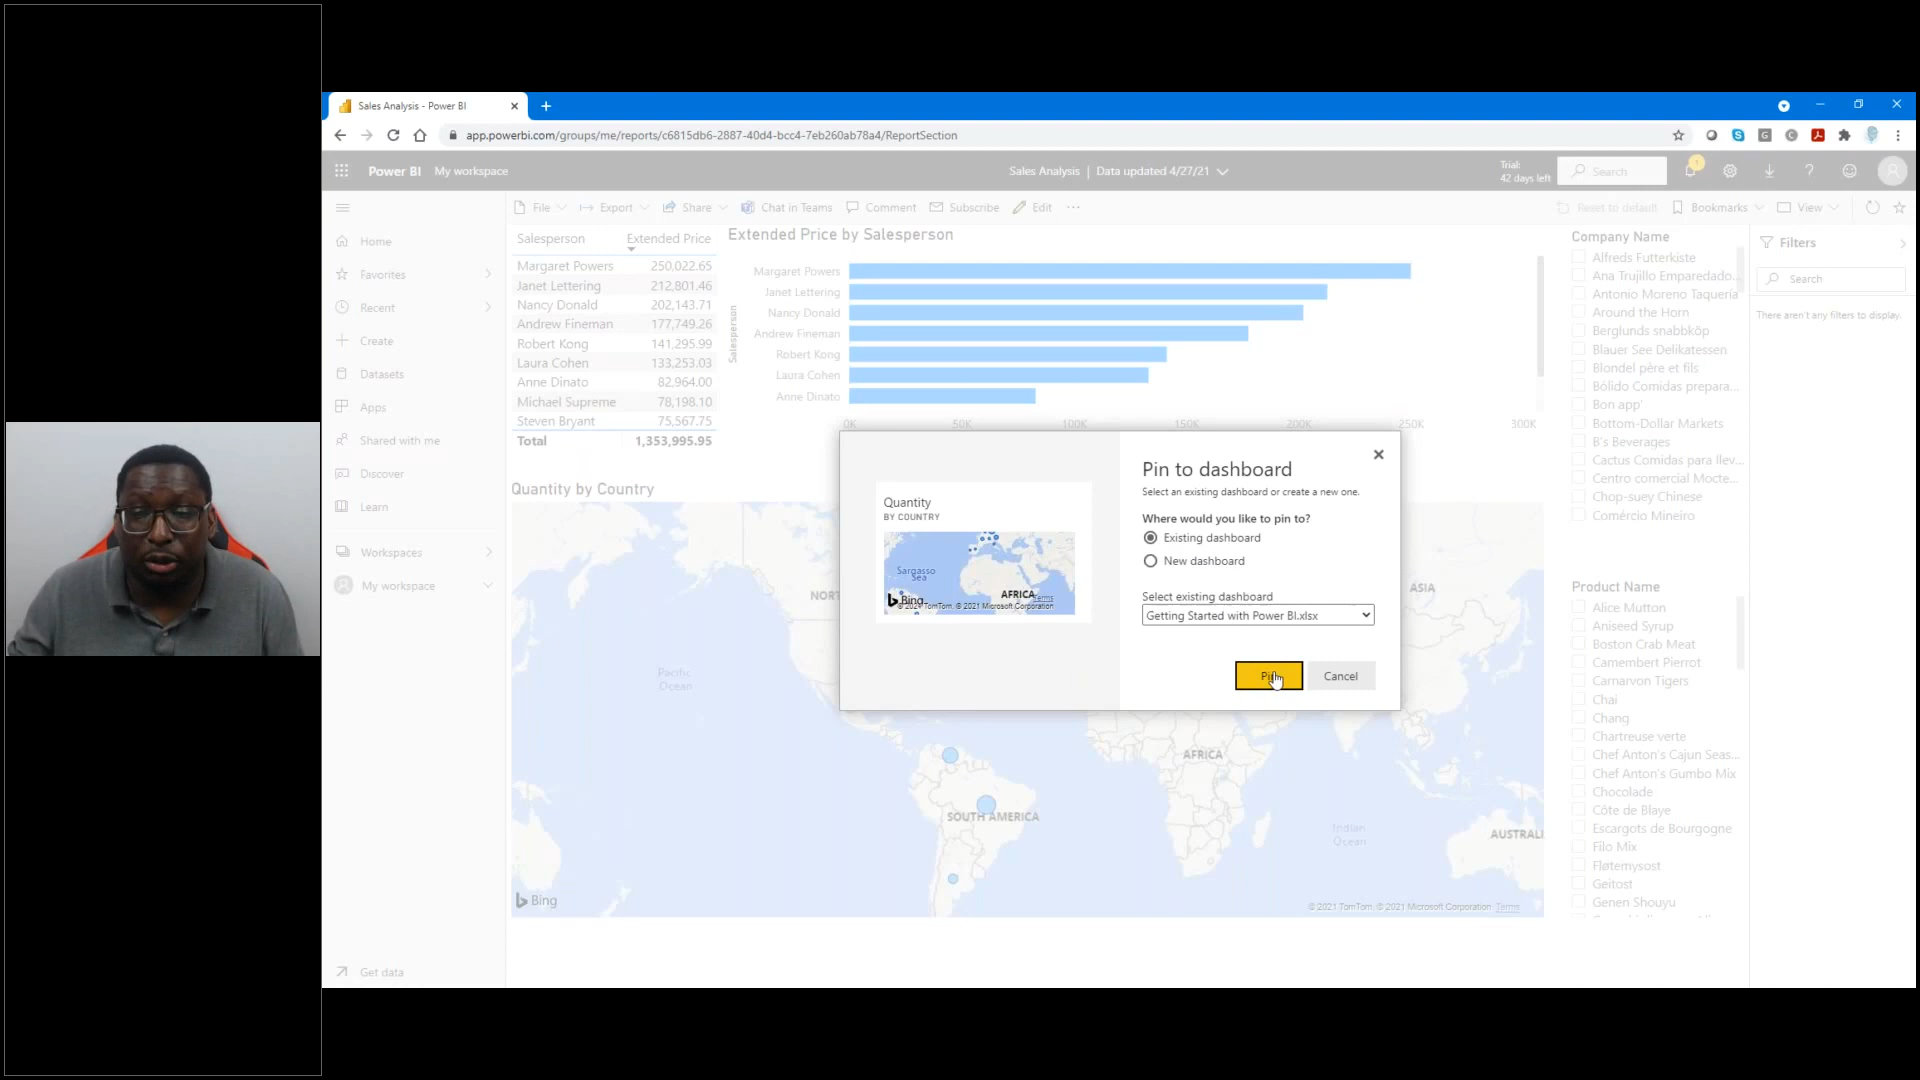 Sales Analysis - Power BI
app.powerbi.com/groups/me/reports/c6815db6-2887-40d4-bcc4-7eb260ab78a4/ReportSection
Power BI My workspace
Sales Analysis | Data updated 4/27/21
Trial:
42 days left
Search
1
File
Export
Share
Chat in Teams
Comment
Subscribe
Edit
Reset to default
Bookmarks
View
Home
Favorites
Recent
Create
Datasets
Apps
Shared with me
Discover
Learn
Workspaces
My workspace
Get data
Salesperson Extended Price
Margaret Powers 250,022.65
Janet Lettering 212,801.46
Nancy Donald 202,143.71
Andrew Fineman 177,749.26
Robert Kong 141,295.99
Laura Cohen 133,253.03
Anne Dinato 82,964.00
Michael Supreme 78,198.10
Steven Bryant 75,567.75
Total 1,353,995.95
Extended Price by Salesperson
Salesperson
Margaret Powers
Janet Lettering
Nancy Donald
Andrew Fineman
Robert Kong
Laura Cohen
Anne Dinato
0K 50K 100K 150K 200K 250K 300K
Quantity by Country
NORT
ASIA
Pacific
Ocean
AFRICA
SOUTH AMERICA
Indian
Ocean
AUSTRALI
Bing
© 2021 TomTom, © 2021 Microsoft Corporation Terms
Quantity
BY COUNTRY
Sargasso
Sea
AFRICA
Bing
Terms
© 2021 TomTom, © 2021 Microsoft Corporation
Pin to dashboard
Select an existing dashboard or create a new one.
Where would you like to pin to?
Existing dashboard
New dashboard
Select existing dashboard
Getting Started with Power BI.xlsx
Pin
Cancel
Company Name
Alfreds Futterkiste
Ana Trujillo Emparedado...
Antonio Moreno Taquería
Around the Horn
Berglunds snabbköp
Blauer See Delikatessen
Blondel père et fils
Bólido Comidas prepara...
Bon app'
Bottom-Dollar Markets
B's Beverages
Cactus Comidas para llev...
Centro comercial Mocte...
Chop-suey Chinese
Comércio Mineiro
Product Name
Alice Mutton
Aniseed Syrup
Boston Crab Meat
Camembert Pierrot
Carnarvon Tigers
Chai
Chang
Chartreuse verte
Chef Anton's Cajun Seas...
Chef Anton's Gumbo Mix
Chocolade
Côte de Blaye
Escargots de Bourgogne
Filo Mix
Fløtemysost
Geitost
Genen Shouyu
Filters
Search
There aren't any filters to display.